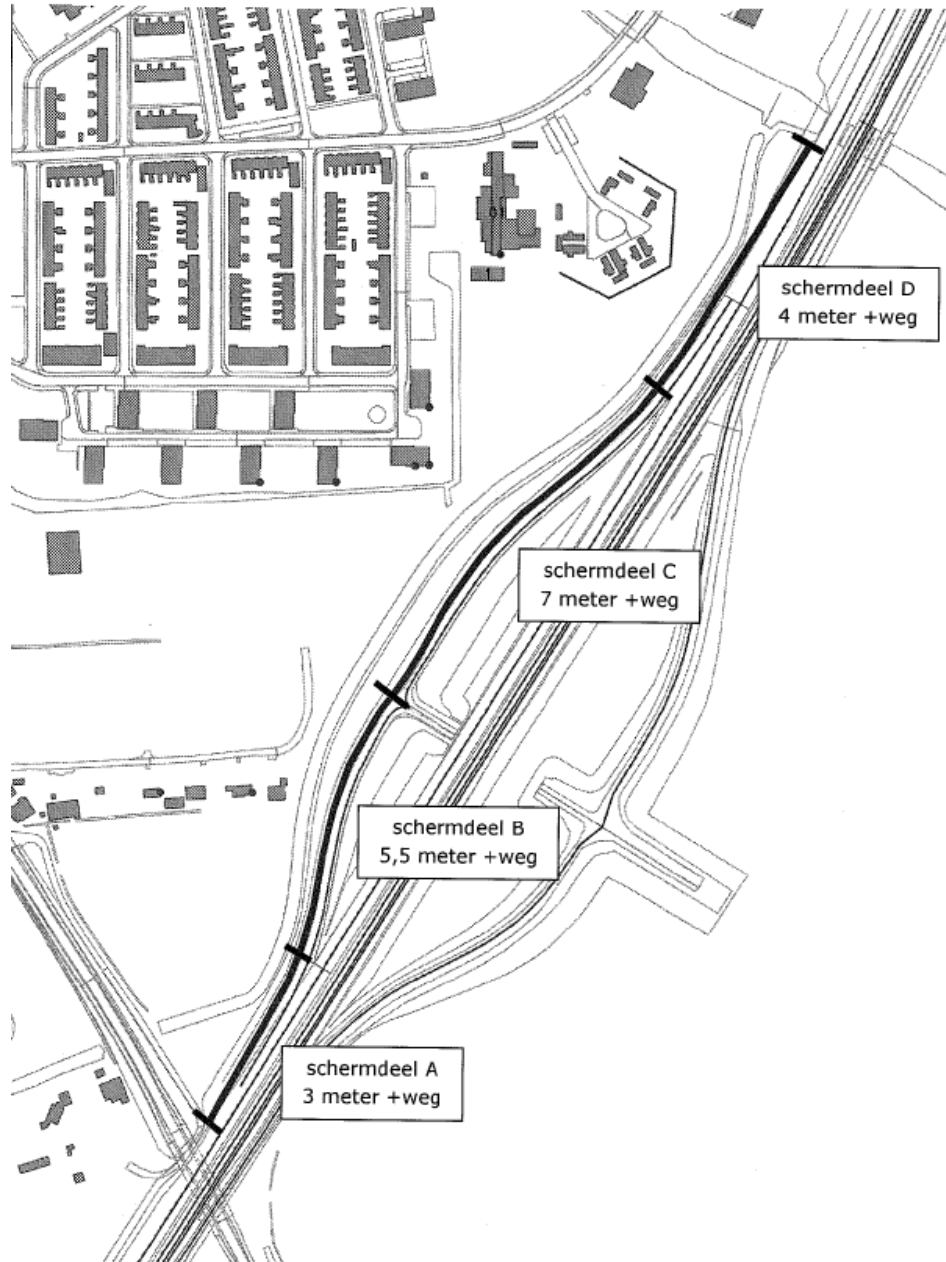 schermdeel D
4 meter +weg
schermdeel C
7 meter +weg
schermdeel B
5,5 meter +weg
schermdeel A
3 meter +weg